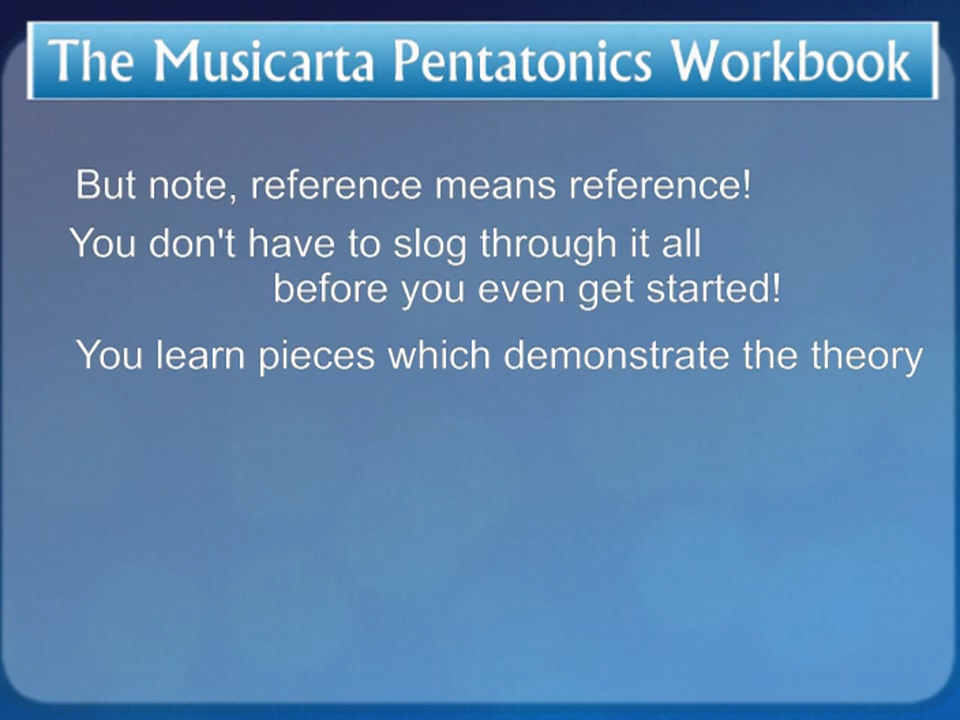 The Musicarta Pentatonics Workbook
But note, reference means reference!
You don't have to slog through it all
before you even get started!
You learn pieces which demonstrate the theory